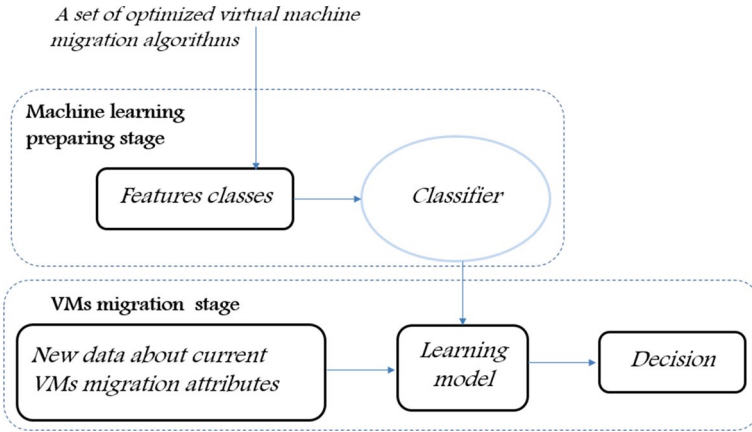 A set of optimized virtual machine
migration algorithms
Machine learning
preparing stage
Features classes
Classifier
VMs migration stage
New data about current
VMs migration attributes
Learning
model
Decision